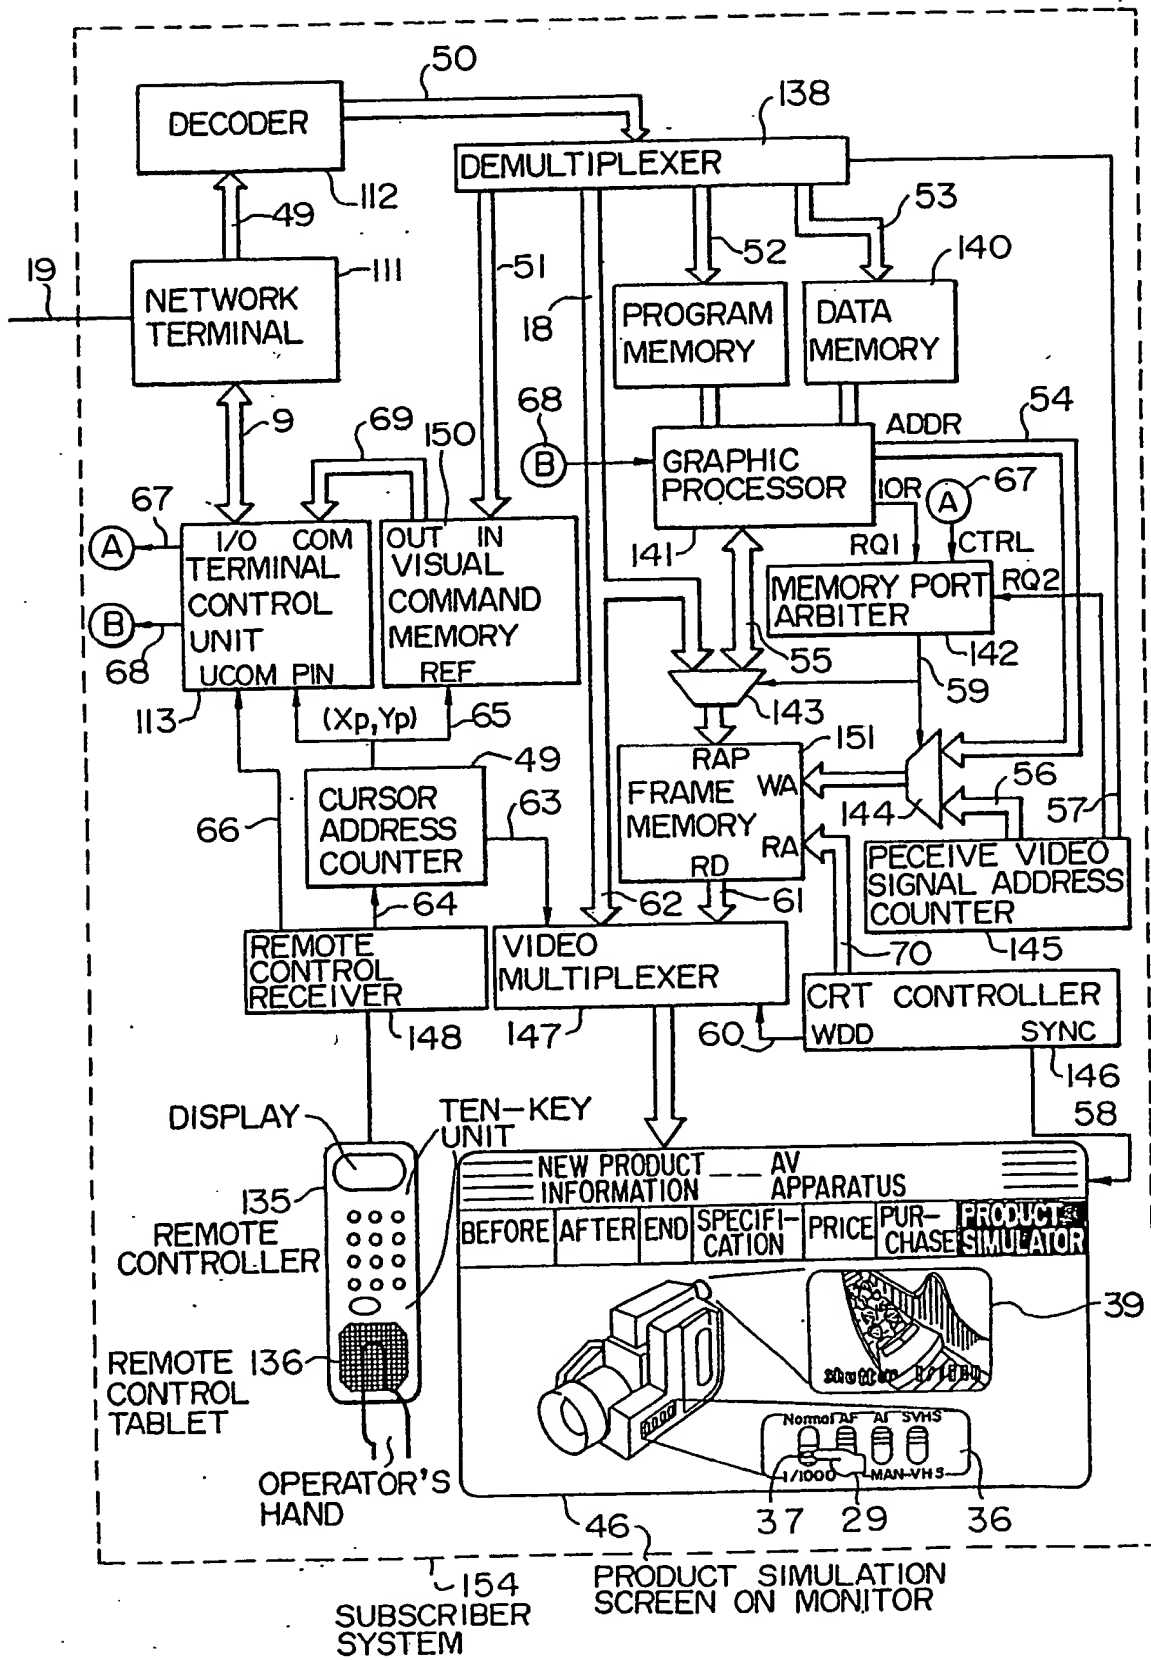 50
DECODER
138
DEMULTIPLEXER
112
49
53
52
140
19
111
51
NETWORK
TERMINAL
18
PROGRAM
MEMORY
DATA
MEMORY
9
69
150
68
B
ADDR
54
GRAPHIC
PROCESSOR
IOR
A
67
67
A
I/O COM
OUT IN
141
RQ1
CTRL
TERMINAL
CONTROL
UNIT
VISUAL
COMMAND
MEMORY
MEMORY PORT
ARBITER
RQ2
B
68
55
142
UCOM PIN
REF
59
113
(Xp,Yp)
65
143
151
49
RAP
FRAME
MEMORY
WA
56
CURSOR
ADDRESS
COUNTER
63
144
57
66
RA
PECEIVE VIDEO
SIGNAL ADDRESS
COUNTER
RD
64
62
61
REMOTE
CONTROL
RECEIVER
VIDEO
MULTIPLEXER
70
145
CRT CONTROLLER
148
147
60
WDD SYNC
146
DISPLAY
TEN-KEY
UNIT
58
NEW PRODUCT
INFORMATION
AV
APPARATUS
135
REMOTE
CONTROLLER
BEFORE
AFTER
END
SPECIFI-
CATION
PRICE
PUR-
CHASE
PRODUCT
SIMULATOR
39
Shutter 1/1000
REMOTE
CONTROL
TABLET
136
Normal AF AI SVHS
1/1000 MAN VHS
OPERATOR'S
HAND
46
37
29
36
154
SUBSCRIBER
SYSTEM
PRODUCT SIMULATION
SCREEN ON MONITOR